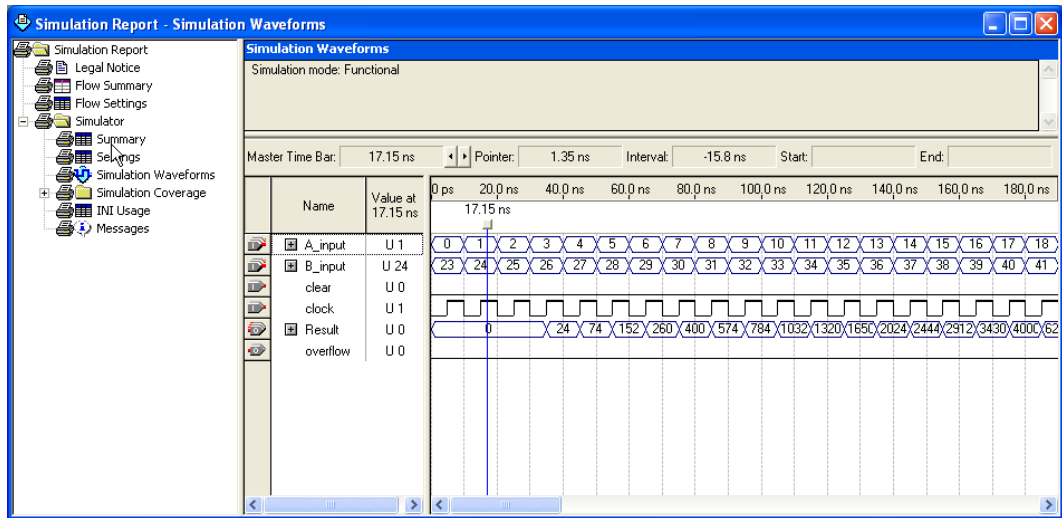 Simulation Report - Simulation Waveforms
Simulation Report
Legal Notice
Flow Summary
Flow Settings
Simulator
Summary
Settings
Simulation Waveforms
Simulation Coverage
INI Usage
Messages
Simulation Waveforms
Simulation mode: Functional
Master Time Bar: 17.15 ns Pointer: 1.35 ns Interval: -15.8 ns Start: End:
Name Value at 17.15 ns
0 ps 20.0 ns 40.0 ns 60.0 ns 80.0 ns 100.0 ns 120.0 ns 140.0 ns 160.0 ns 180.0 ns
17.15 ns
A_input U 1 0 1 2 3 4 5 6 7 8 9 10 11 12 13 14 15 16 17 18
B_input U 24 23 24 25 26 27 28 29 30 31 32 33 34 35 36 37 38 39 40 41
clear U 0
clock U 1
Result U 0 0 24 74 152 260 400 574 784 1032 1320 1650 2024 2444 2912 3430 4000 62
overflow U 0